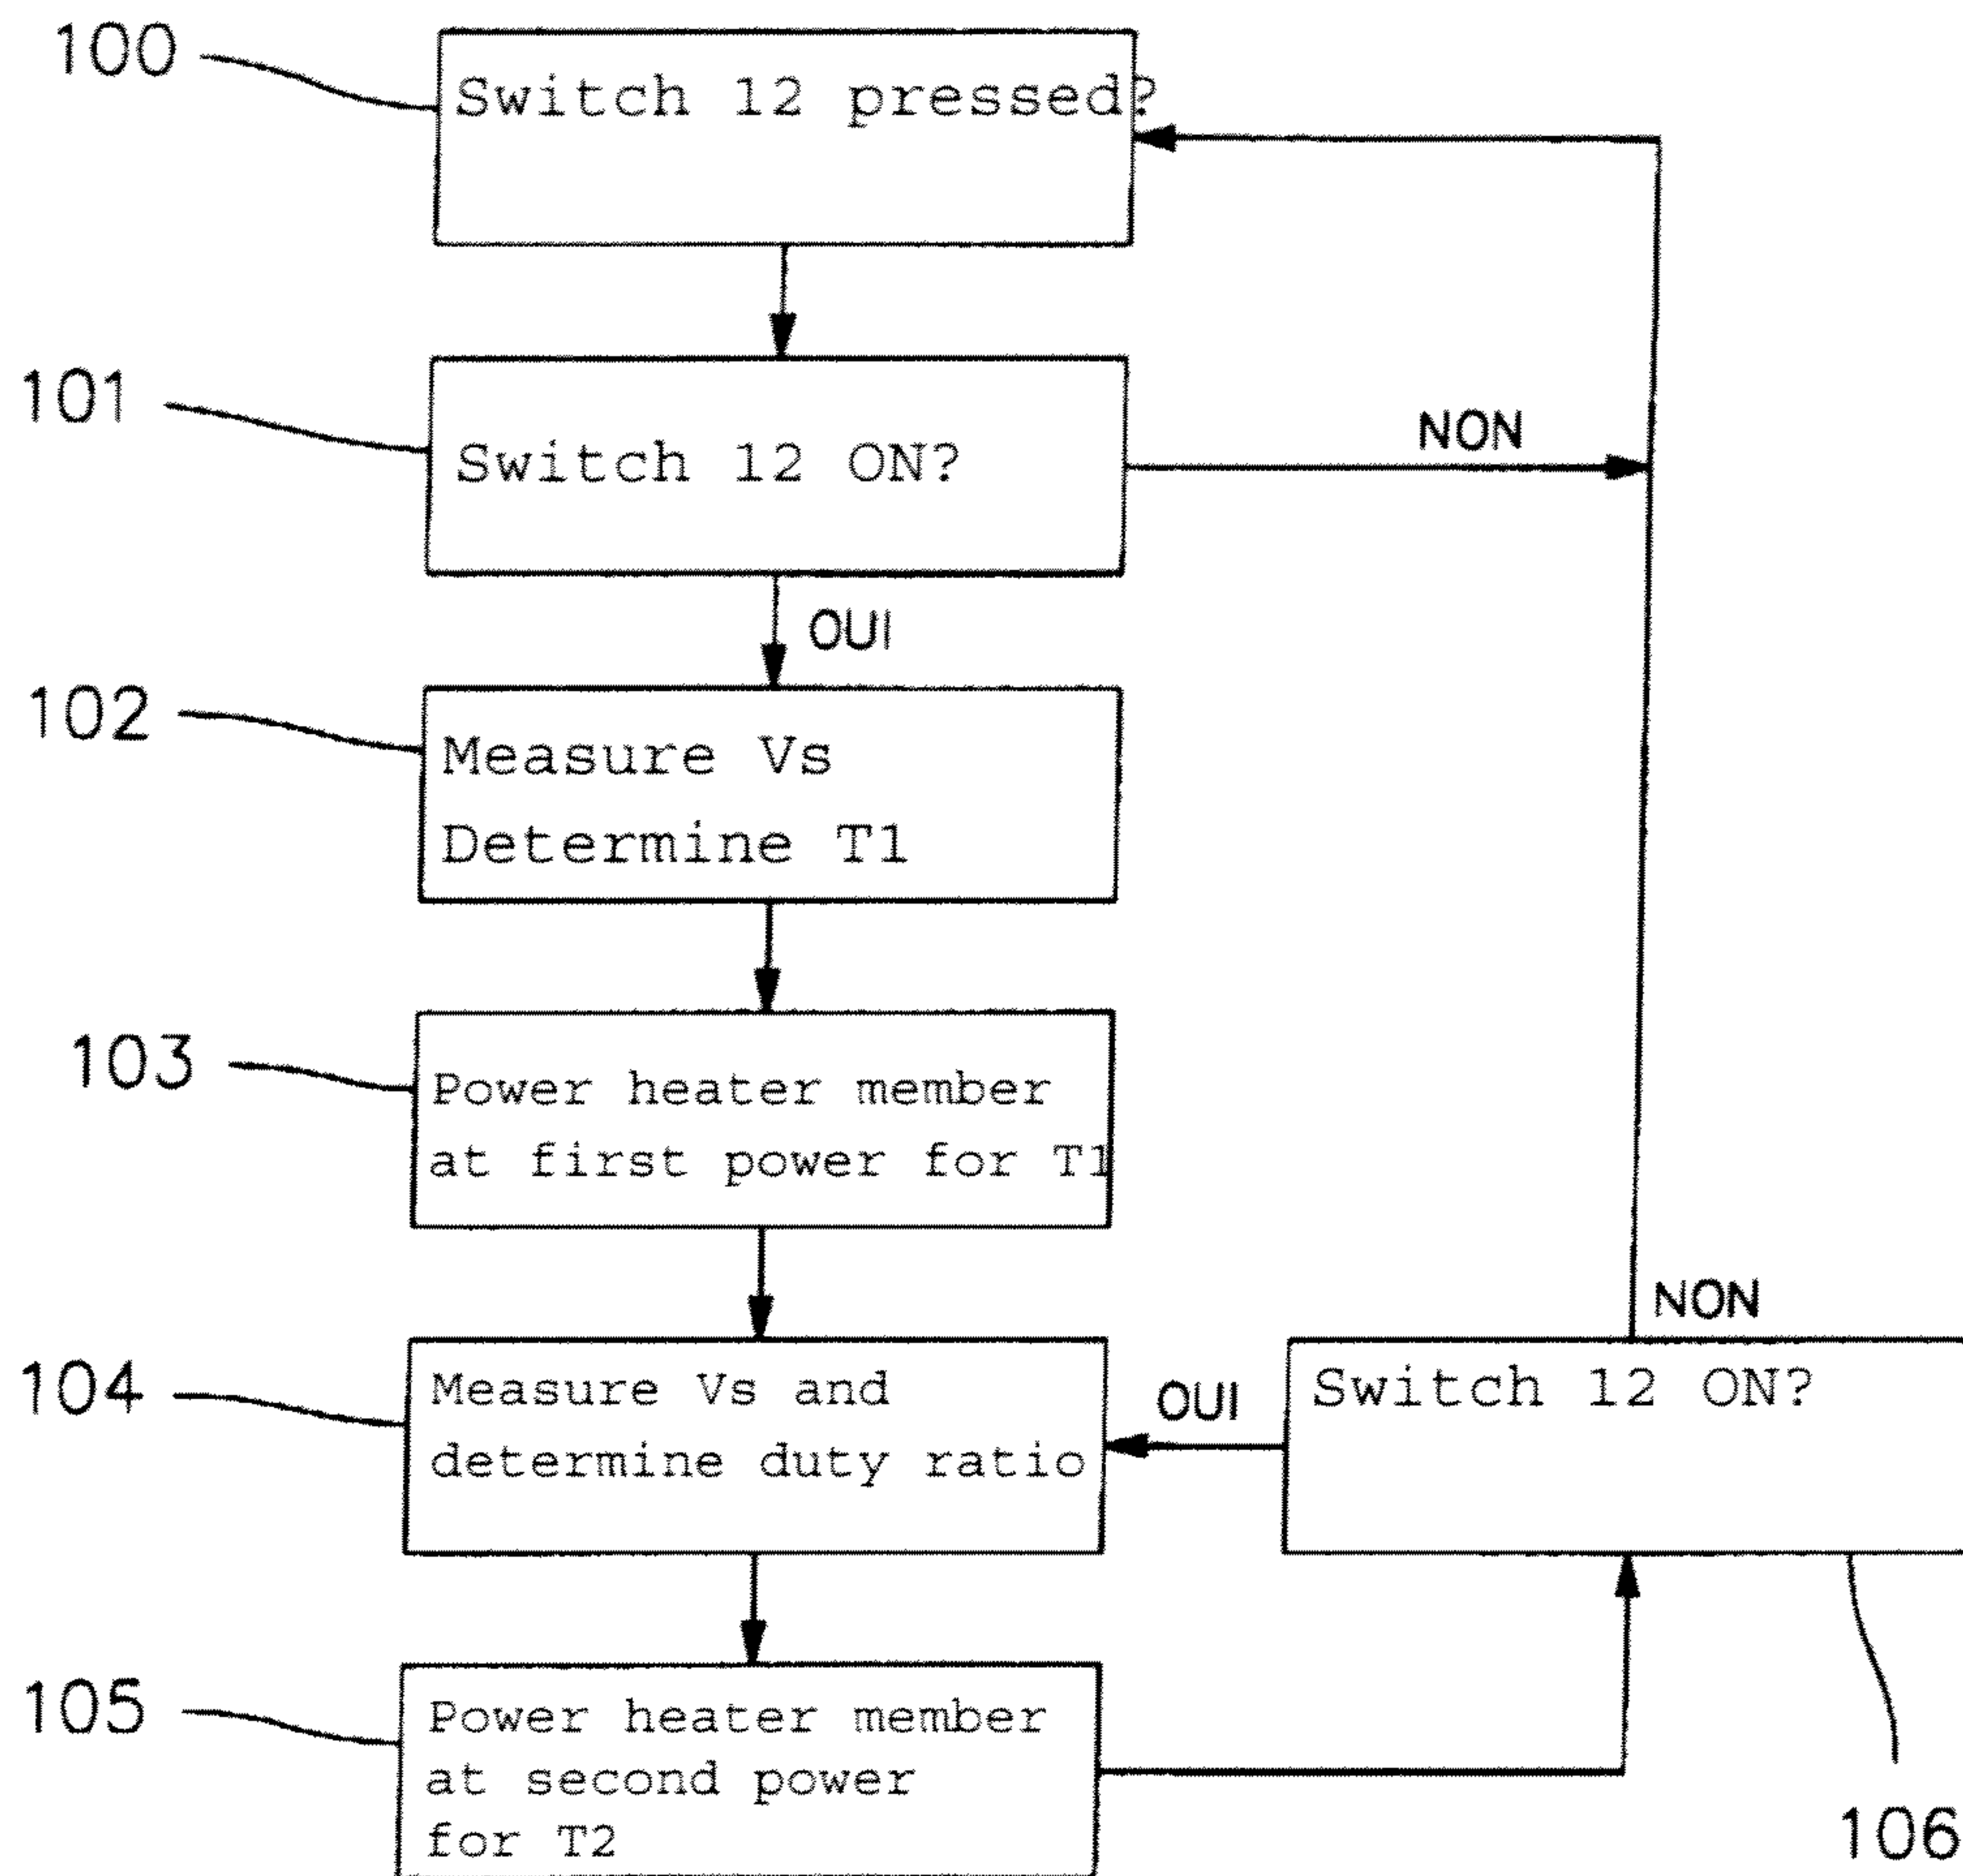 100
Switch 12 pressed?
101
Switch 12 ON?
NON
OUI
102
Measure Vs
Determine T1
103
Power heater member
at first power for T1
104
Measure Vs and
determine duty ratio
OUI
NON
Switch 12 ON?
105
Power heater member
at second power
for T2
106